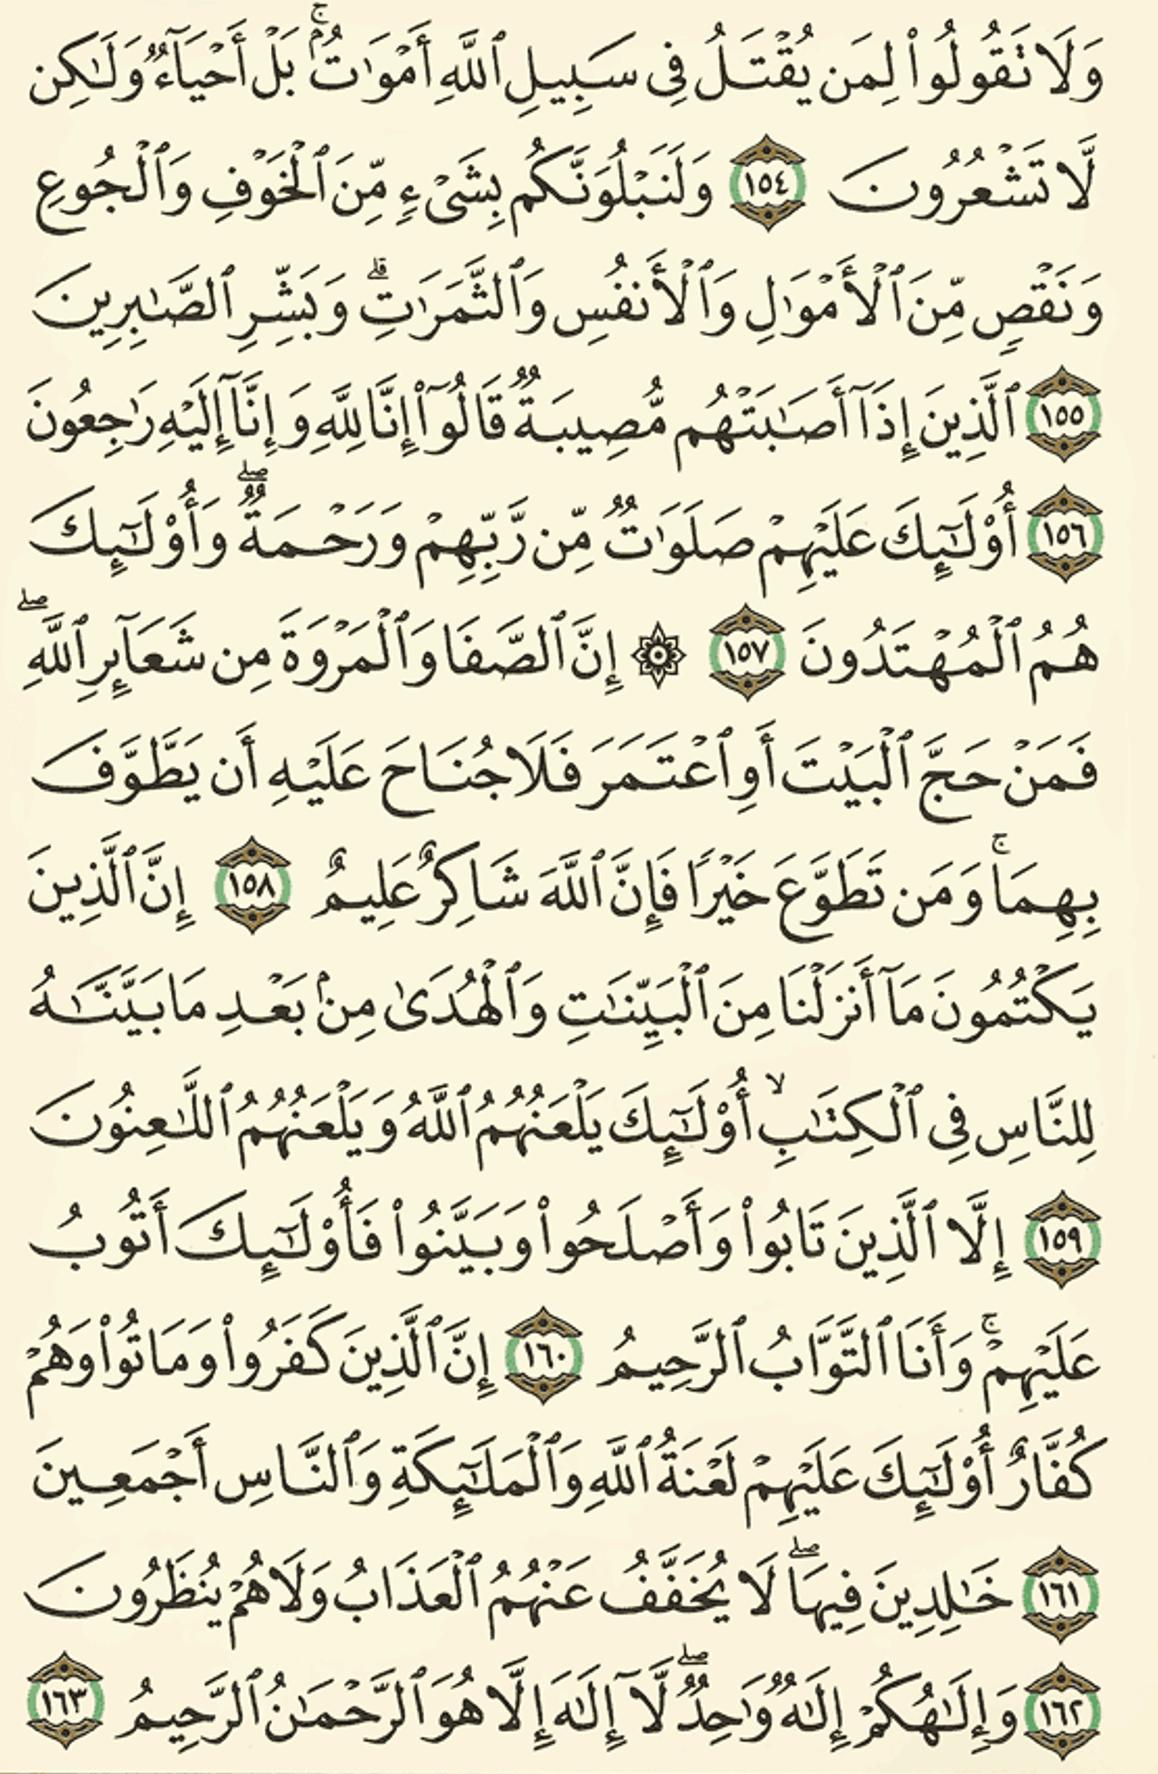 وَلَا تَقُولُوا۟ لِمَن يُقْتَلُ فِى سَبِيلِ ٱللَّهِ أَمْوَٰتٌۢ ۚ بَلْ أَحْيَآءٌ وَلَـٰكِن
لَّا تَشْعُرُونَ ١٥٤ وَلَنَبْلُوَنَّكُم بِشَىْءٍ مِّنَ ٱلْخَوْفِ وَٱلْجُوعِ
وَنَقْصٍ مِّنَ ٱلْأَمْوَٰلِ وَٱلْأَنفُسِ وَٱلثَّمَرَٰتِ ۗ وَبَشِّرِ ٱلصَّـٰبِرِينَ
١٥٥ ٱلَّذِينَ إِذَآ أَصَـٰبَتْهُم مُّصِيبَةٌ قَالُوٓا۟ إِنَّا لِلَّهِ وَإِنَّآ إِلَيْهِ رَٰجِعُونَ
١٥٦ أُو۟لَـٰٓئِكَ عَلَيْهِمْ صَلَوَٰتٌ مِّن رَّبِّهِمْ وَرَحْمَةٌ ۖ وَأُو۟لَـٰٓئِكَ
هُمُ ٱلْمُهْتَدُونَ ١٥٧ ۞ إِنَّ ٱلصَّفَا وَٱلْمَرْوَةَ مِن شَعَآئِرِ ٱللَّهِ ۖ
فَمَنْ حَجَّ ٱلْبَيْتَ أَوِ ٱعْتَمَرَ فَلَا جُنَاحَ عَلَيْهِ أَن يَطَّوَّفَ
بِهِمَا ۚ وَمَن تَطَوَّعَ خَيْرًا فَإِنَّ ٱللَّهَ شَاكِرٌ عَلِيمٌ ١٥٨ إِنَّ ٱلَّذِينَ
يَكْتُمُونَ مَآ أَنزَلْنَا مِنَ ٱلْبَيِّنَـٰتِ وَٱلْهُدَىٰ مِنۢ بَعْدِ مَا بَيَّنَّـٰهُ
لِلنَّاسِ فِى ٱلْكِتَـٰبِ ۙ أُو۟لَـٰٓئِكَ يَلْعَنُهُمُ ٱللَّهُ وَيَلْعَنُهُمُ ٱللَّـٰعِنُونَ
١٥٩ إِلَّا ٱلَّذِينَ تَابُوا۟ وَأَصْلَحُوا۟ وَبَيَّنُوا۟ فَأُو۟لَـٰٓئِكَ أَتُوبُ
عَلَيْهِمْ ۚ وَأَنَا ٱلتَّوَّابُ ٱلرَّحِيمُ ١٦٠ إِنَّ ٱلَّذِينَ كَفَرُوا۟ وَمَاتُوا۟ وَهُمْ
كُفَّارٌ أُو۟لَـٰٓئِكَ عَلَيْهِمْ لَعْنَةُ ٱللَّهِ وَٱلْمَلَـٰٓئِكَةِ وَٱلنَّاسِ أَجْمَعِينَ
١٦١ خَـٰلِدِينَ فِيهَا ۖ لَا يُخَفَّفُ عَنْهُمُ ٱلْعَذَابُ وَلَا هُمْ يُنظَرُونَ
١٦٢ وَإِلَـٰهُكُمْ إِلَـٰهٌ وَٰحِدٌ ۖ لَّآ إِلَـٰهَ إِلَّا هُوَ ٱلرَّحْمَـٰنُ ٱلرَّحِيمُ ١٦٣